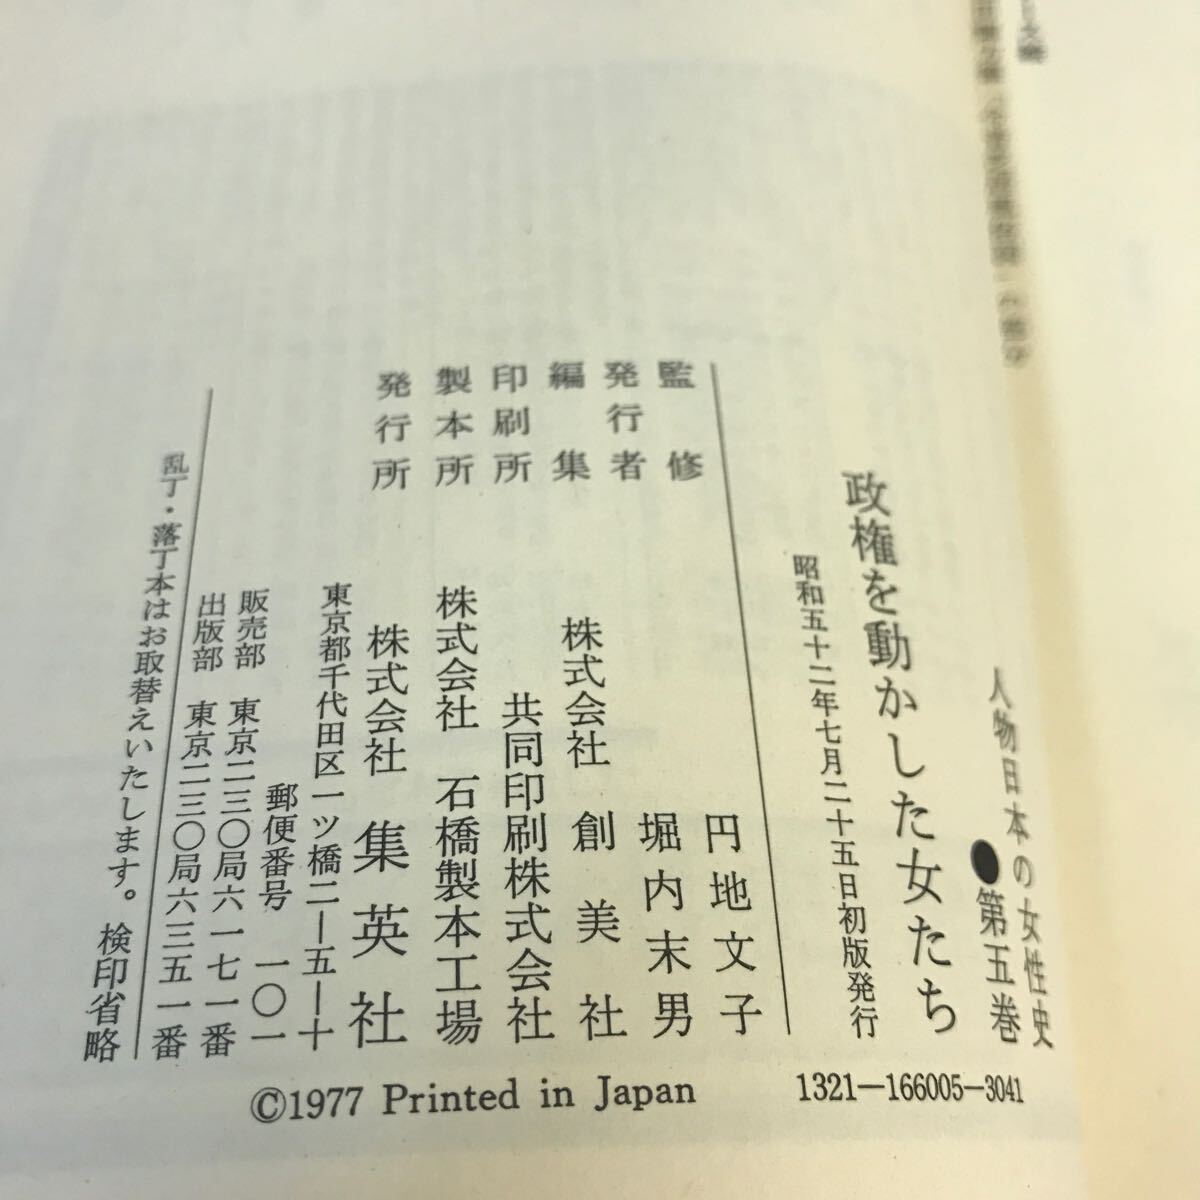 人物日本の女性史
●第五巻
政権を動かした女たち
昭和五十二年七月二十五日初版発行
監修 円地文子
発行者 堀内末男
編集 株式会社 創美社
印刷所 共同印刷株式会社
製本所 株式会社 石橋製本工場
発行所 株式会社 集英社
東京都千代田区一ツ橋二ー五ー十
郵便番号 一〇一
販売部 東京二三〇局六一七一番
出版部 東京二三〇局六三五一番
乱丁・落丁本はお取替えいたします。 検印省略
©1977 Printed in Japan
1321-166005-3041